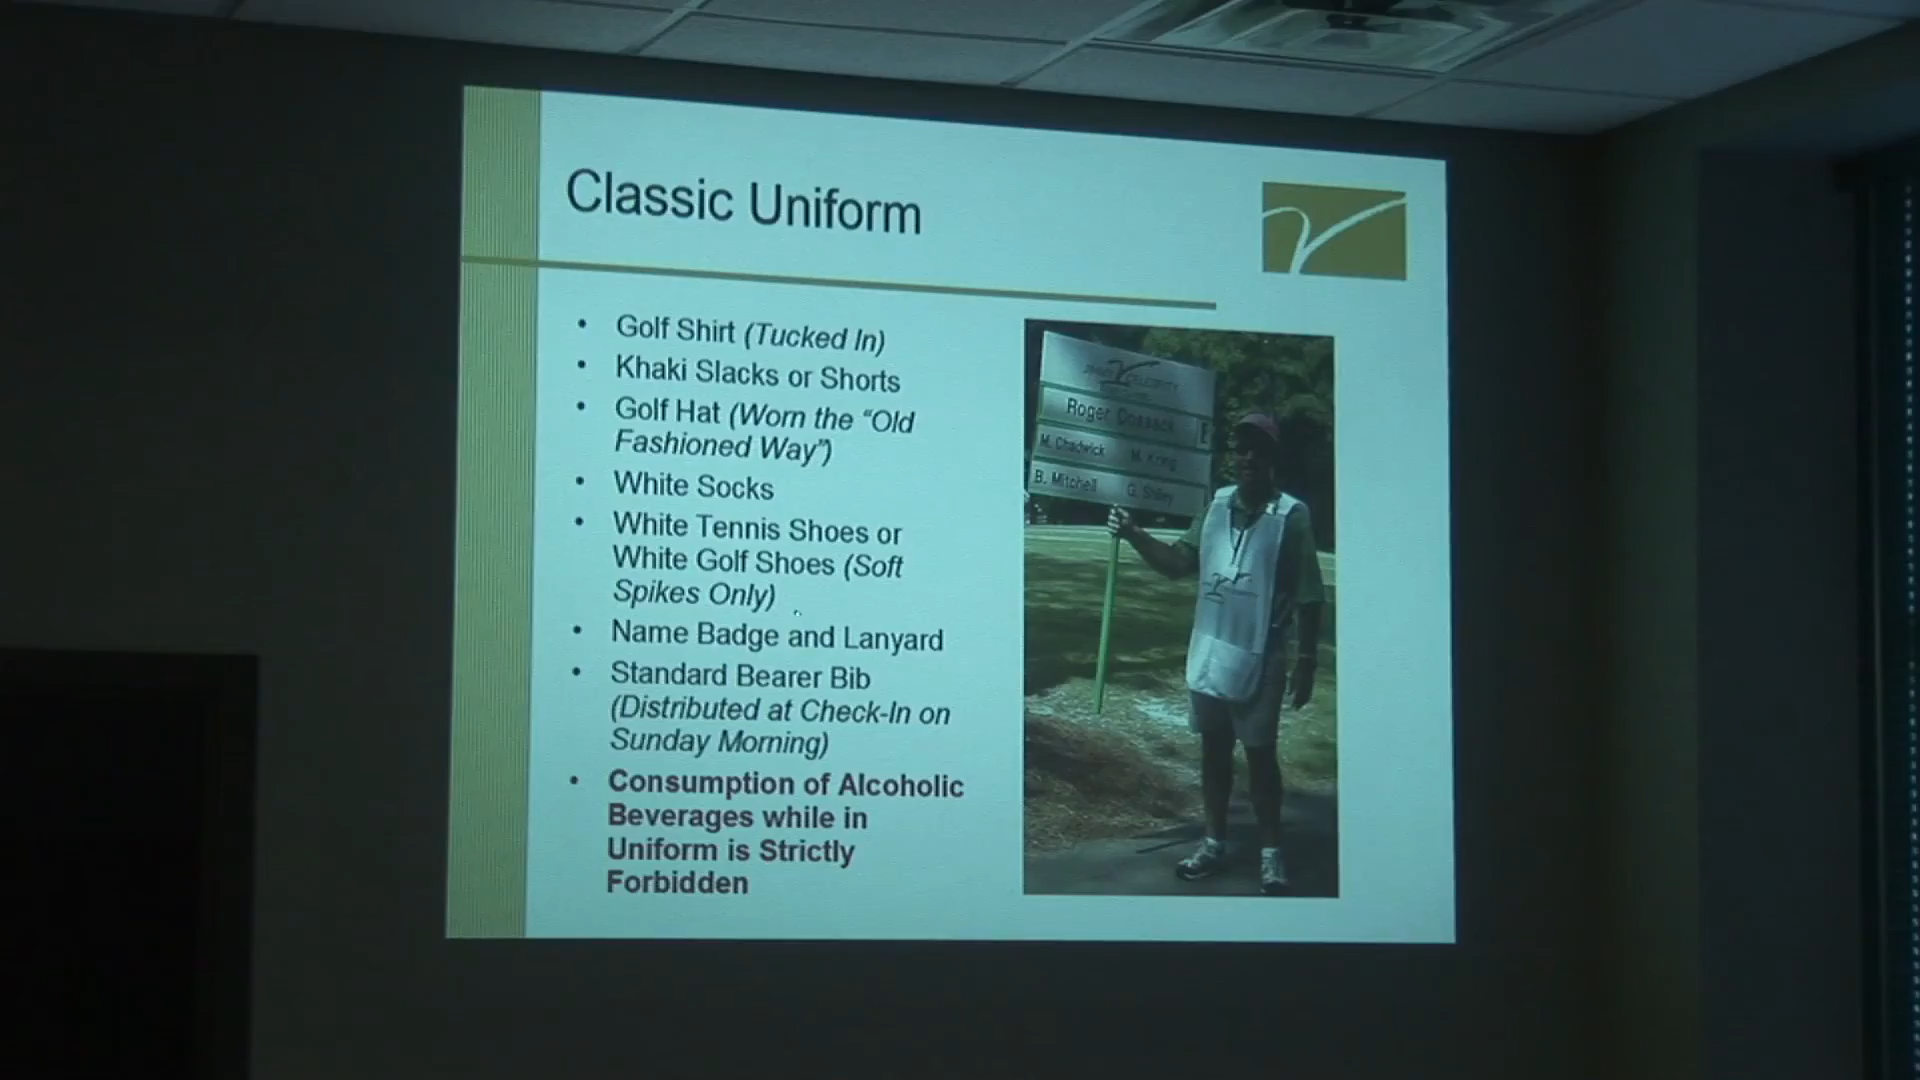 Classic Uniform
• Golf Shirt (Tucked In)
• Khaki Slacks or Shorts
• Golf Hat (Worn the “Old
Fashioned Way”)
• White Socks
• White Tennis Shoes or
White Golf Shoes (Soft
Spikes Only)
• Name Badge and Lanyard
• Standard Bearer Bib
(Distributed at Check-In on
Sunday Morning)
• Consumption of Alcoholic
Beverages while in
Uniform is Strictly
Forbidden
Roger Cossack
M. Chadwick
B. Mitchell